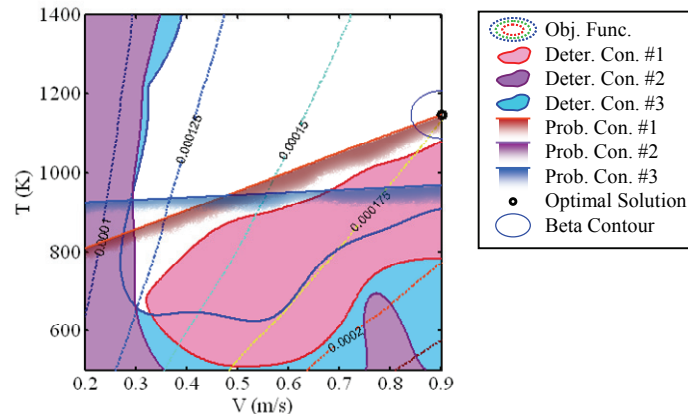 1400
1200
1000
800
600
T (K)
0.2
0.3
0.4
0.5
0.6
0.7
0.8
0.9
V (m/s)
0.0001
0.000125
0.00015
0.000175
0.0002
Obj. Func.
Deter. Con. #1
Deter. Con. #2
Deter. Con. #3
Prob. Con. #1
Prob. Con. #2
Prob. Con. #3
Optimal Solution
Beta Contour